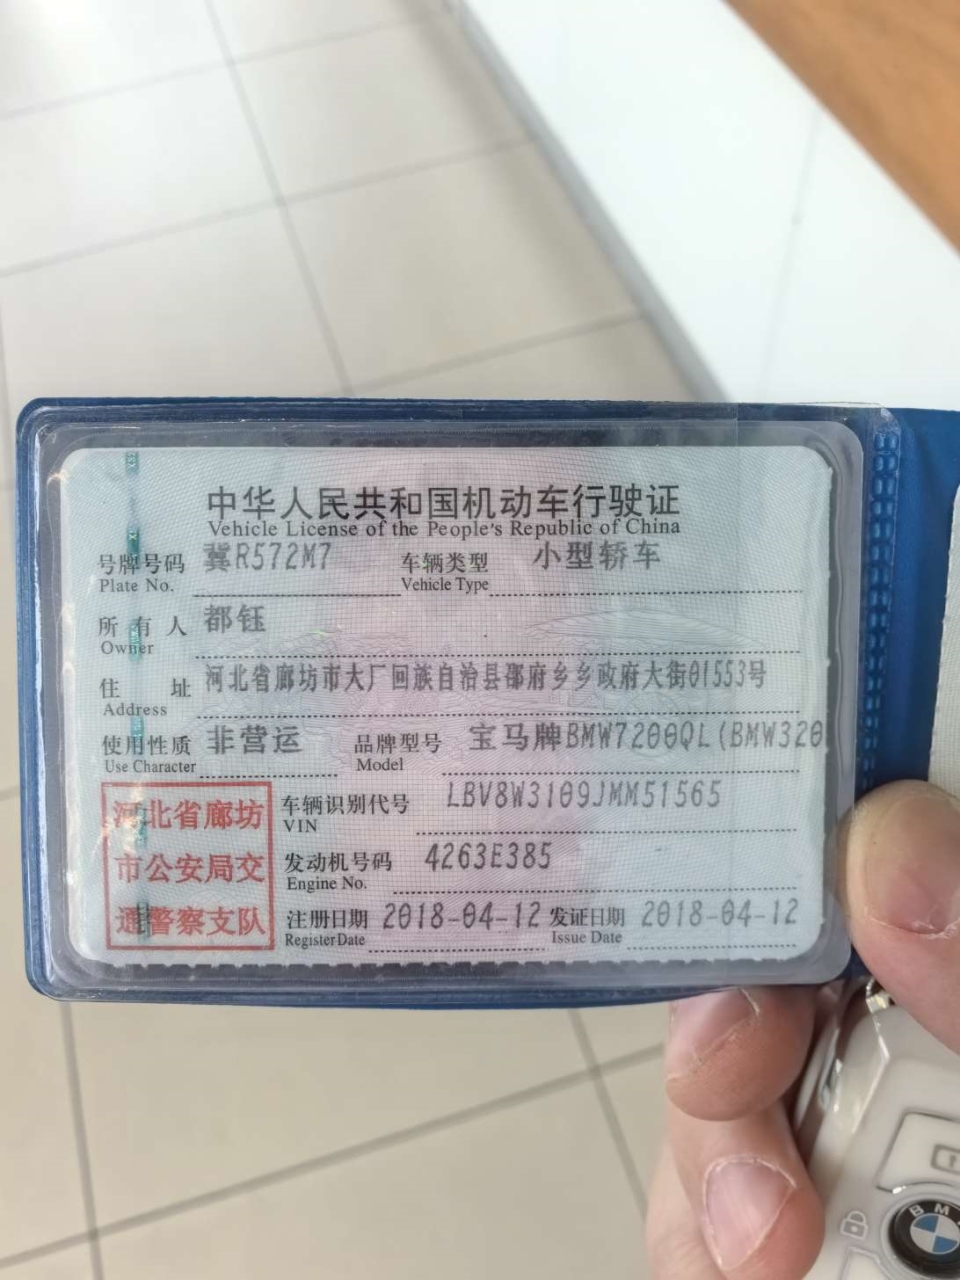 中华人民共和国机动车行驶证
Vehicle License of the People's Republic of China
号牌号码 冀R572M7 车辆类型 小型轿车
Plate No. Vehicle Type
所有人 都钰
Owner
住址 河北省廊坊市大厂回族自治县邵府乡乡政府大街01553号
Address
使用性质 非营运 品牌型号 宝马牌BMW7200QL(BMW320
Use Character Model
河北省廊坊
市公安局交
通警察支队
车辆识别代号 LBV8W3109JMM51565
VIN
发动机号码 4263E385
Engine No.
注册日期 2018-04-12 发证日期 2018-04-12
Register Date Issue Date
BM